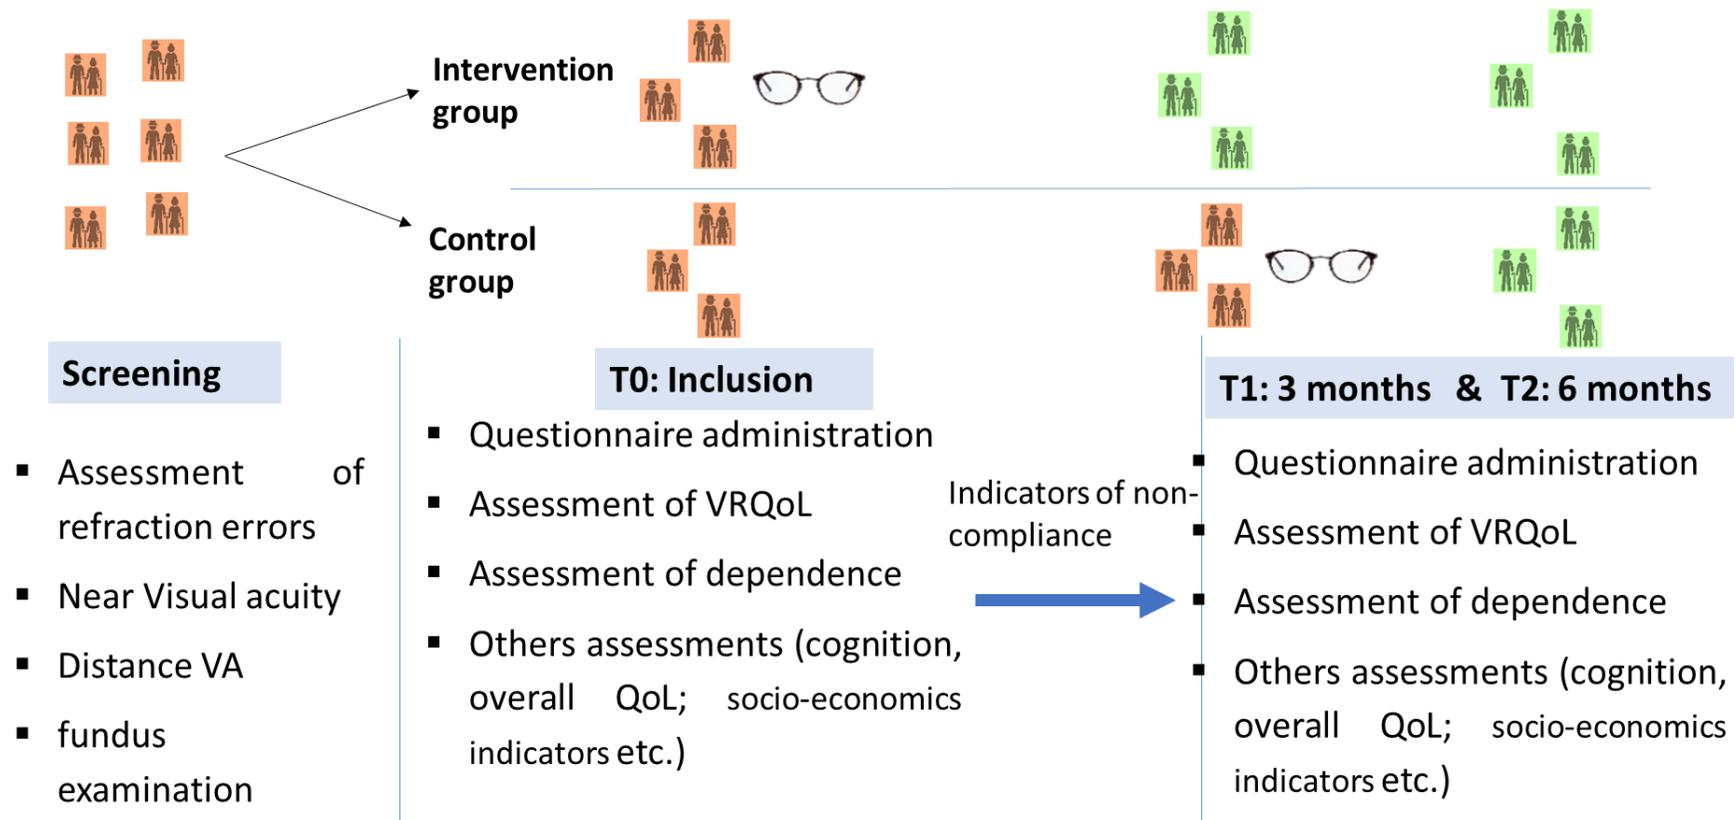 Intervention
group
Control
group
Screening
▪ Assessment of
refraction errors
▪ Near Visual acuity
▪ Distance VA
▪ fundus
examination
T0: Inclusion
▪ Questionnaire administration
▪ Assessment of VRQoL
▪ Assessment of dependence
▪ Others assessments (cognition,
overall QoL; socio-economics
indicators etc.)
Indicators of non-
compliance
T1: 3 months & T2: 6 months
▪ Questionnaire administration
▪ Assessment of VRQoL
▪ Assessment of dependence
▪ Others assessments (cognition,
overall QoL; socio-economics
indicators etc.)